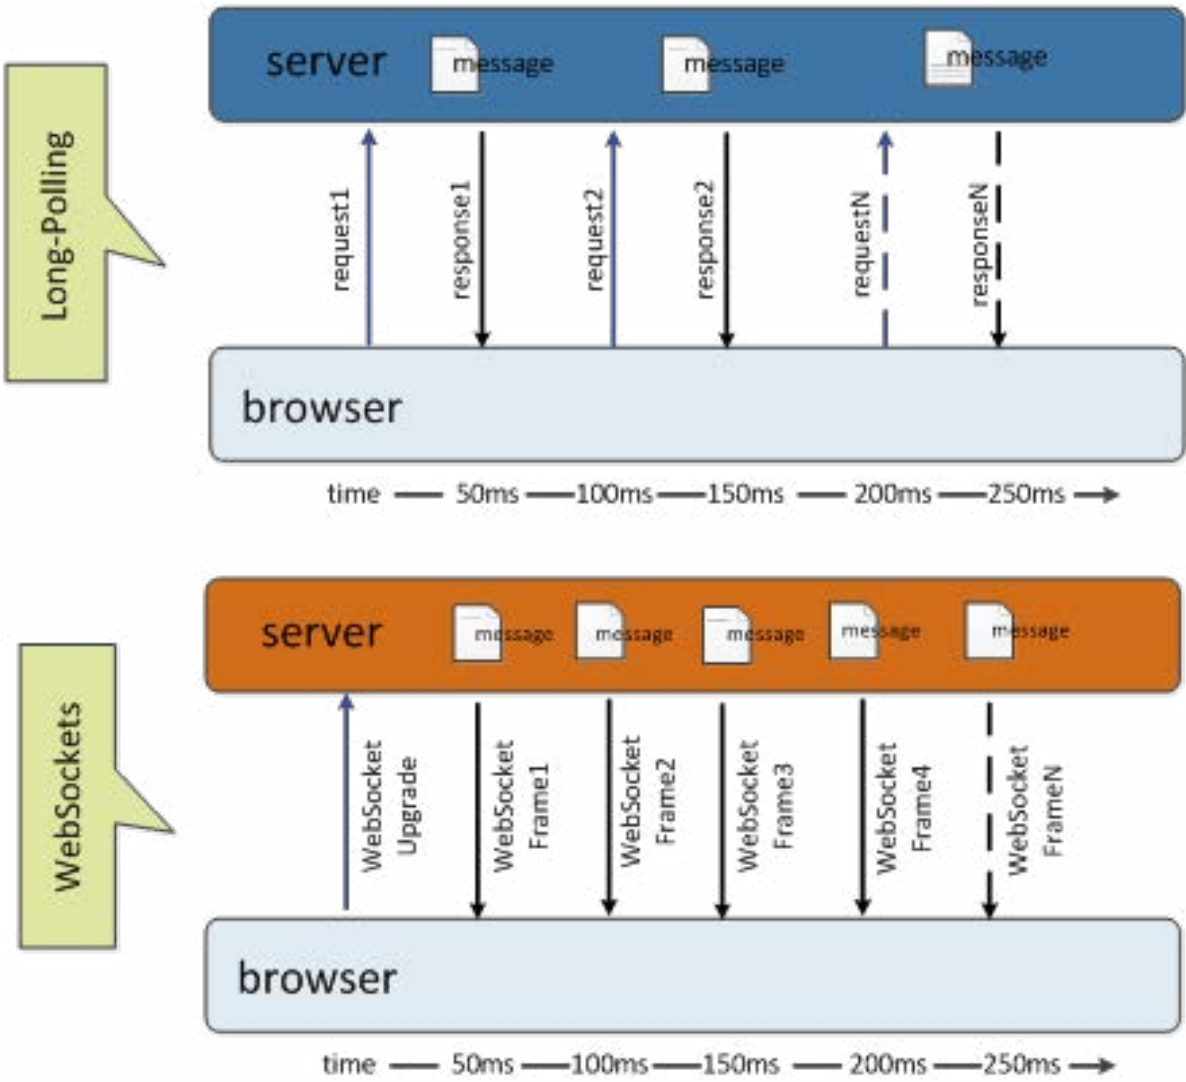 Long-Polling
server
message
message
message
request1
response1
request2
response2
requestN
responseN
browser
time 50ms 100ms 150ms 200ms 250ms
WebSockets
server
message
message
message
message
message
WebSocket
Upgrade
WebSocket
Frame1
WebSocket
Frame2
WebSocket
Frame3
WebSocket
Frame4
WebSocket
FrameN
browser
time 50ms 100ms 150ms 200ms 250ms